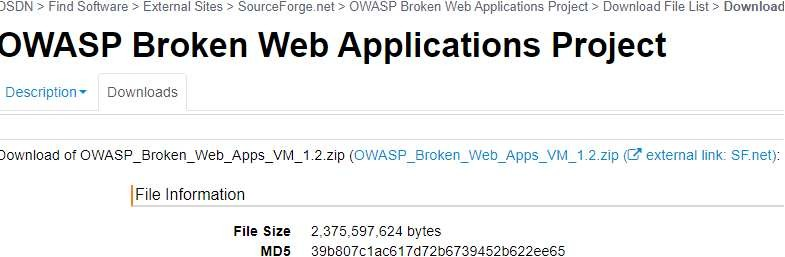 OSDN > Find Software > External Sites > SourceForge.net > OWASP Broken Web Applications Project > Download File List > Download
OWASP Broken Web Applications Project
Description Downloads
Download of OWASP_Broken_Web_Apps_VM_1.2.zip (OWASP_Broken_Web_Apps_VM_1.2.zip ( external link: SF.net):
File Information
File Size 2,375,597,624 bytes
MD5 39b807c1ac617d72b6739452b622ee65